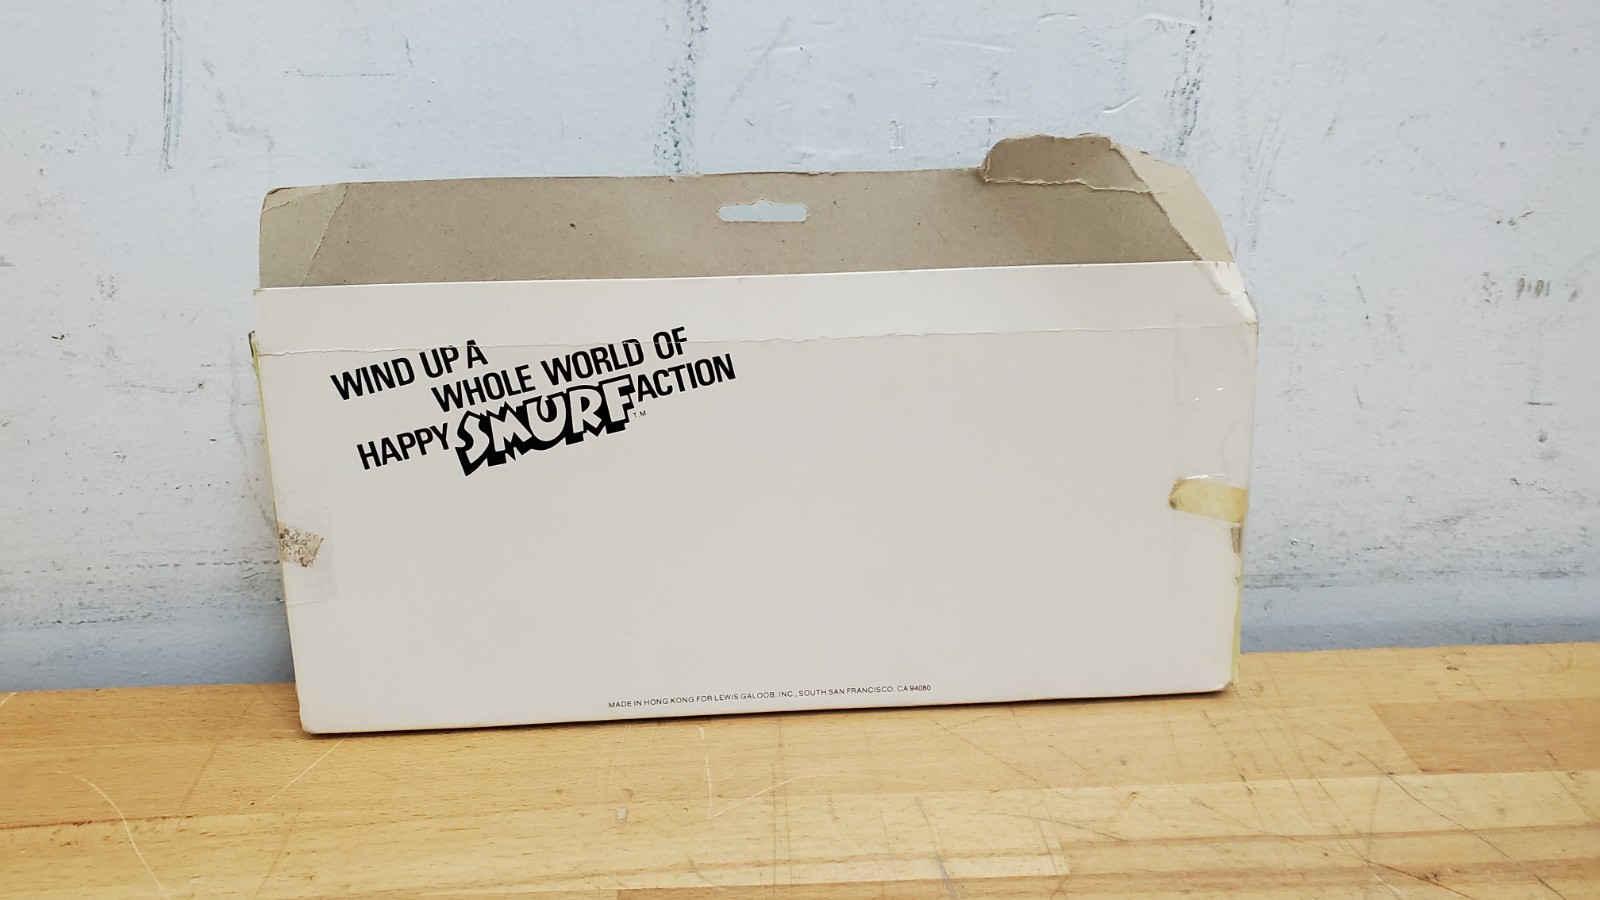 WIND UP A
WHOLE WORLD OF
HAPPY SMURF ACTION
T.M.
MADE IN HONG KONG FOR LEWIS GALOOB, INC., SOUTH SAN FRANCISCO, CA 94080